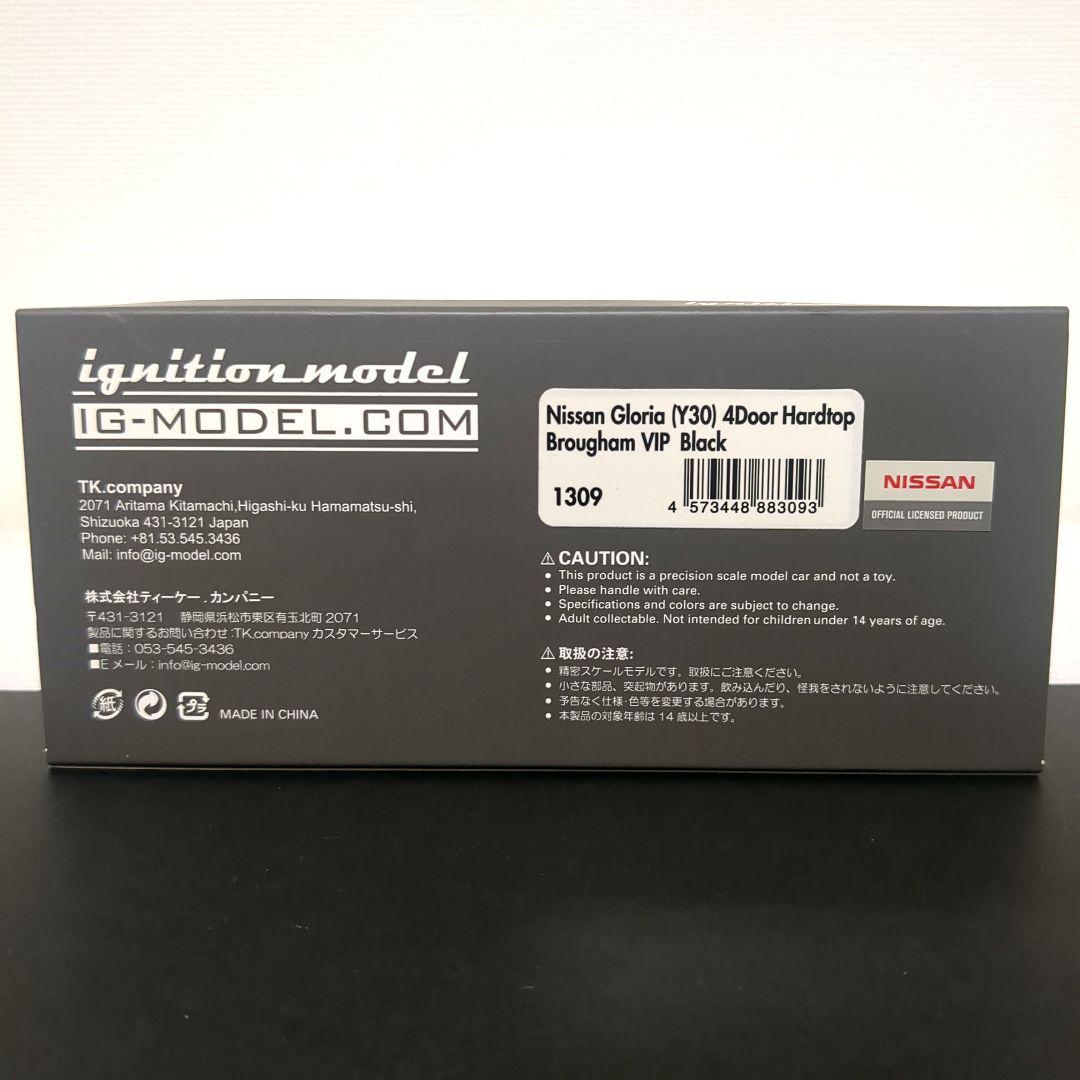 ignition model
IG-MODEL.COM
TK.company
2071 Aritama Kitamachi,Higashi-ku Hamamatsu-shi,
Shizuoka 431-3121 Japan
Phone: +81.53.545.3436
Mail: info@ig-model.com
株式会社ティーケー.カンパニー
〒431-3121 静岡県浜松市東区有玉北町 2071
製品に関するお問い合わせ:TK.company カスタマーサービス
■電話:053-545-3436
■E メール:info@ig-model.com
紙
プラ
MADE IN CHINA
Nissan Gloria (Y30) 4Door Hardtop
Brougham VIP Black
1309
4 573448 883093
NISSAN
OFFICIAL LICENSED PRODUCT
⚠ CAUTION:
• This product is a precision scale model car and not a toy.
• Please handle with care.
• Specifications and colors are subject to change.
• Adult collectable. Not intended for children under 14 years of age.
⚠ 取扱の注意:
• 精密スケールモデルです。取扱にご注意ください。
• 小さな部品、突起物があります。飲み込んだり、怪我をされないように注意してください。
• 予告なく仕様・色等を変更する場合があります。
• 本製品の対象年齢は 14 歳以上です。